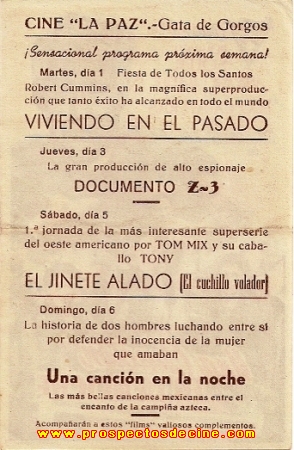 CINE "LA PAZ".-Gata de Gorgos
¡Sensacional programa próxima semana!
Martes, día 1 Fiesta de Todos los Santos
Robert Cummins, en la magnífica superproduc-
ción que tanto éxito ha alcanzado en todo el mundo
VIVIENDO EN EL PASADO
Jueves, día 3
La gran producción de alto espionaje
DOCUMENTO Z-3
Sábado, día 5
1.ª jornada de la más interesante superserie
del oeste americano por TOM MIX y su caba-
llo TONY
EL JINETE ALADO (El cuchillo volador)
Domingo, día 6
La historia de dos hombres luchando entre sí
por defender la inocencia de la mujer
que amaban
Una canción en la noche
Las más bellas canciones mexicanas entre el
encanto de la campiña azteca.
Acompañarán a estos "films" valiosos complementos.
www.prospectosdecine.com